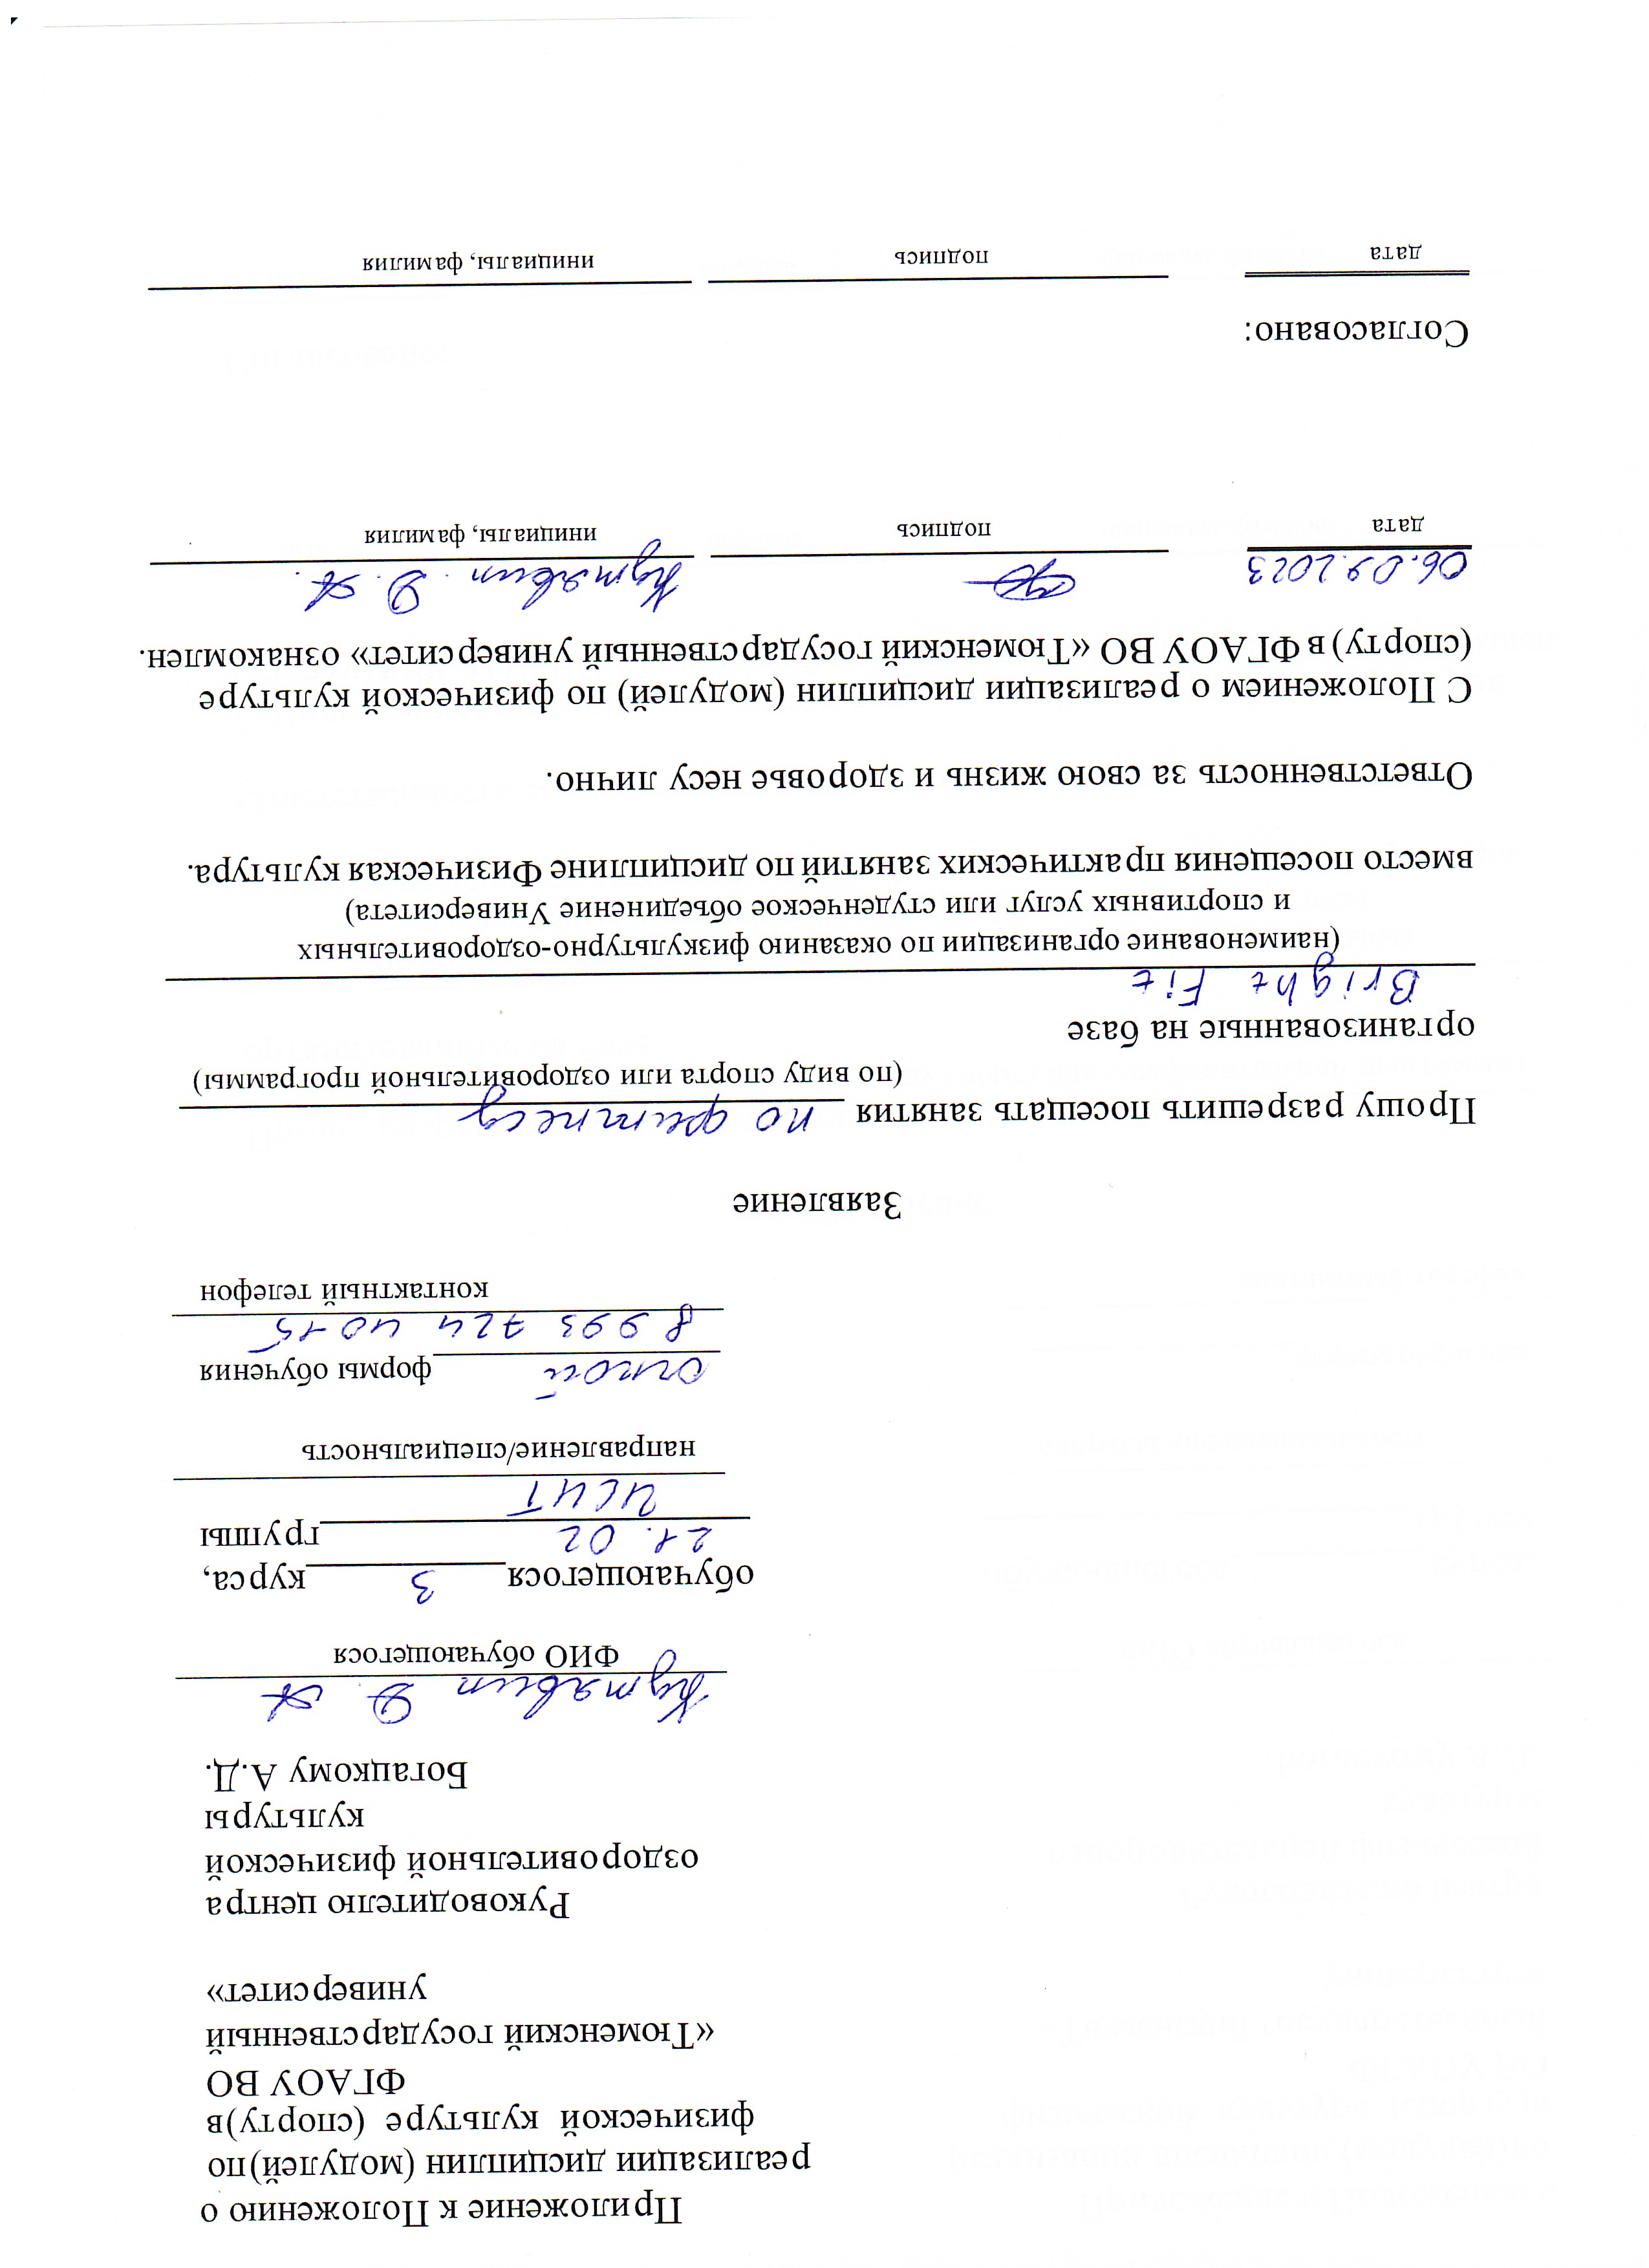 Приложение к Положению о
реализации дисциплин (модулей)по
физической культуре (спорту)в
ФГАОУ ВО
«Тюменский государственный
университет»
Руководителю центра
оздоровительной физической
культуры
Богацкому А.Д.
Кутявин Д. А
ФИО обучающегося
обучающегося 3 курса,
21.02 группы
ИСИТ
направление/специальность
очной формы обучения
8 993 724 40 15
контактный телефон
Заявление
Прошу разрешить посещать занятия по фитнесу
(по виду спорта или оздоровительной программы)
организованные на базе
Bright Fit
(наименование организации по оказанию физкультурно-оздоровительных
и спортивных услуг или студенческое объединение Университета)
вместо посещения практических занятий по дисциплине Физическая культура.
Ответственность за свою жизнь и здоровье несу лично.
С Положением о реализации дисциплин (модулей) по физической культуре
(спорту) в ФГАОУ ВО «Тюменский государственный университет» ознакомлен.
06.09.2023 Кутявин Д. А.
дата подпись инициалы, фамилия
Согласовано:
дата подпись инициалы, фамилия